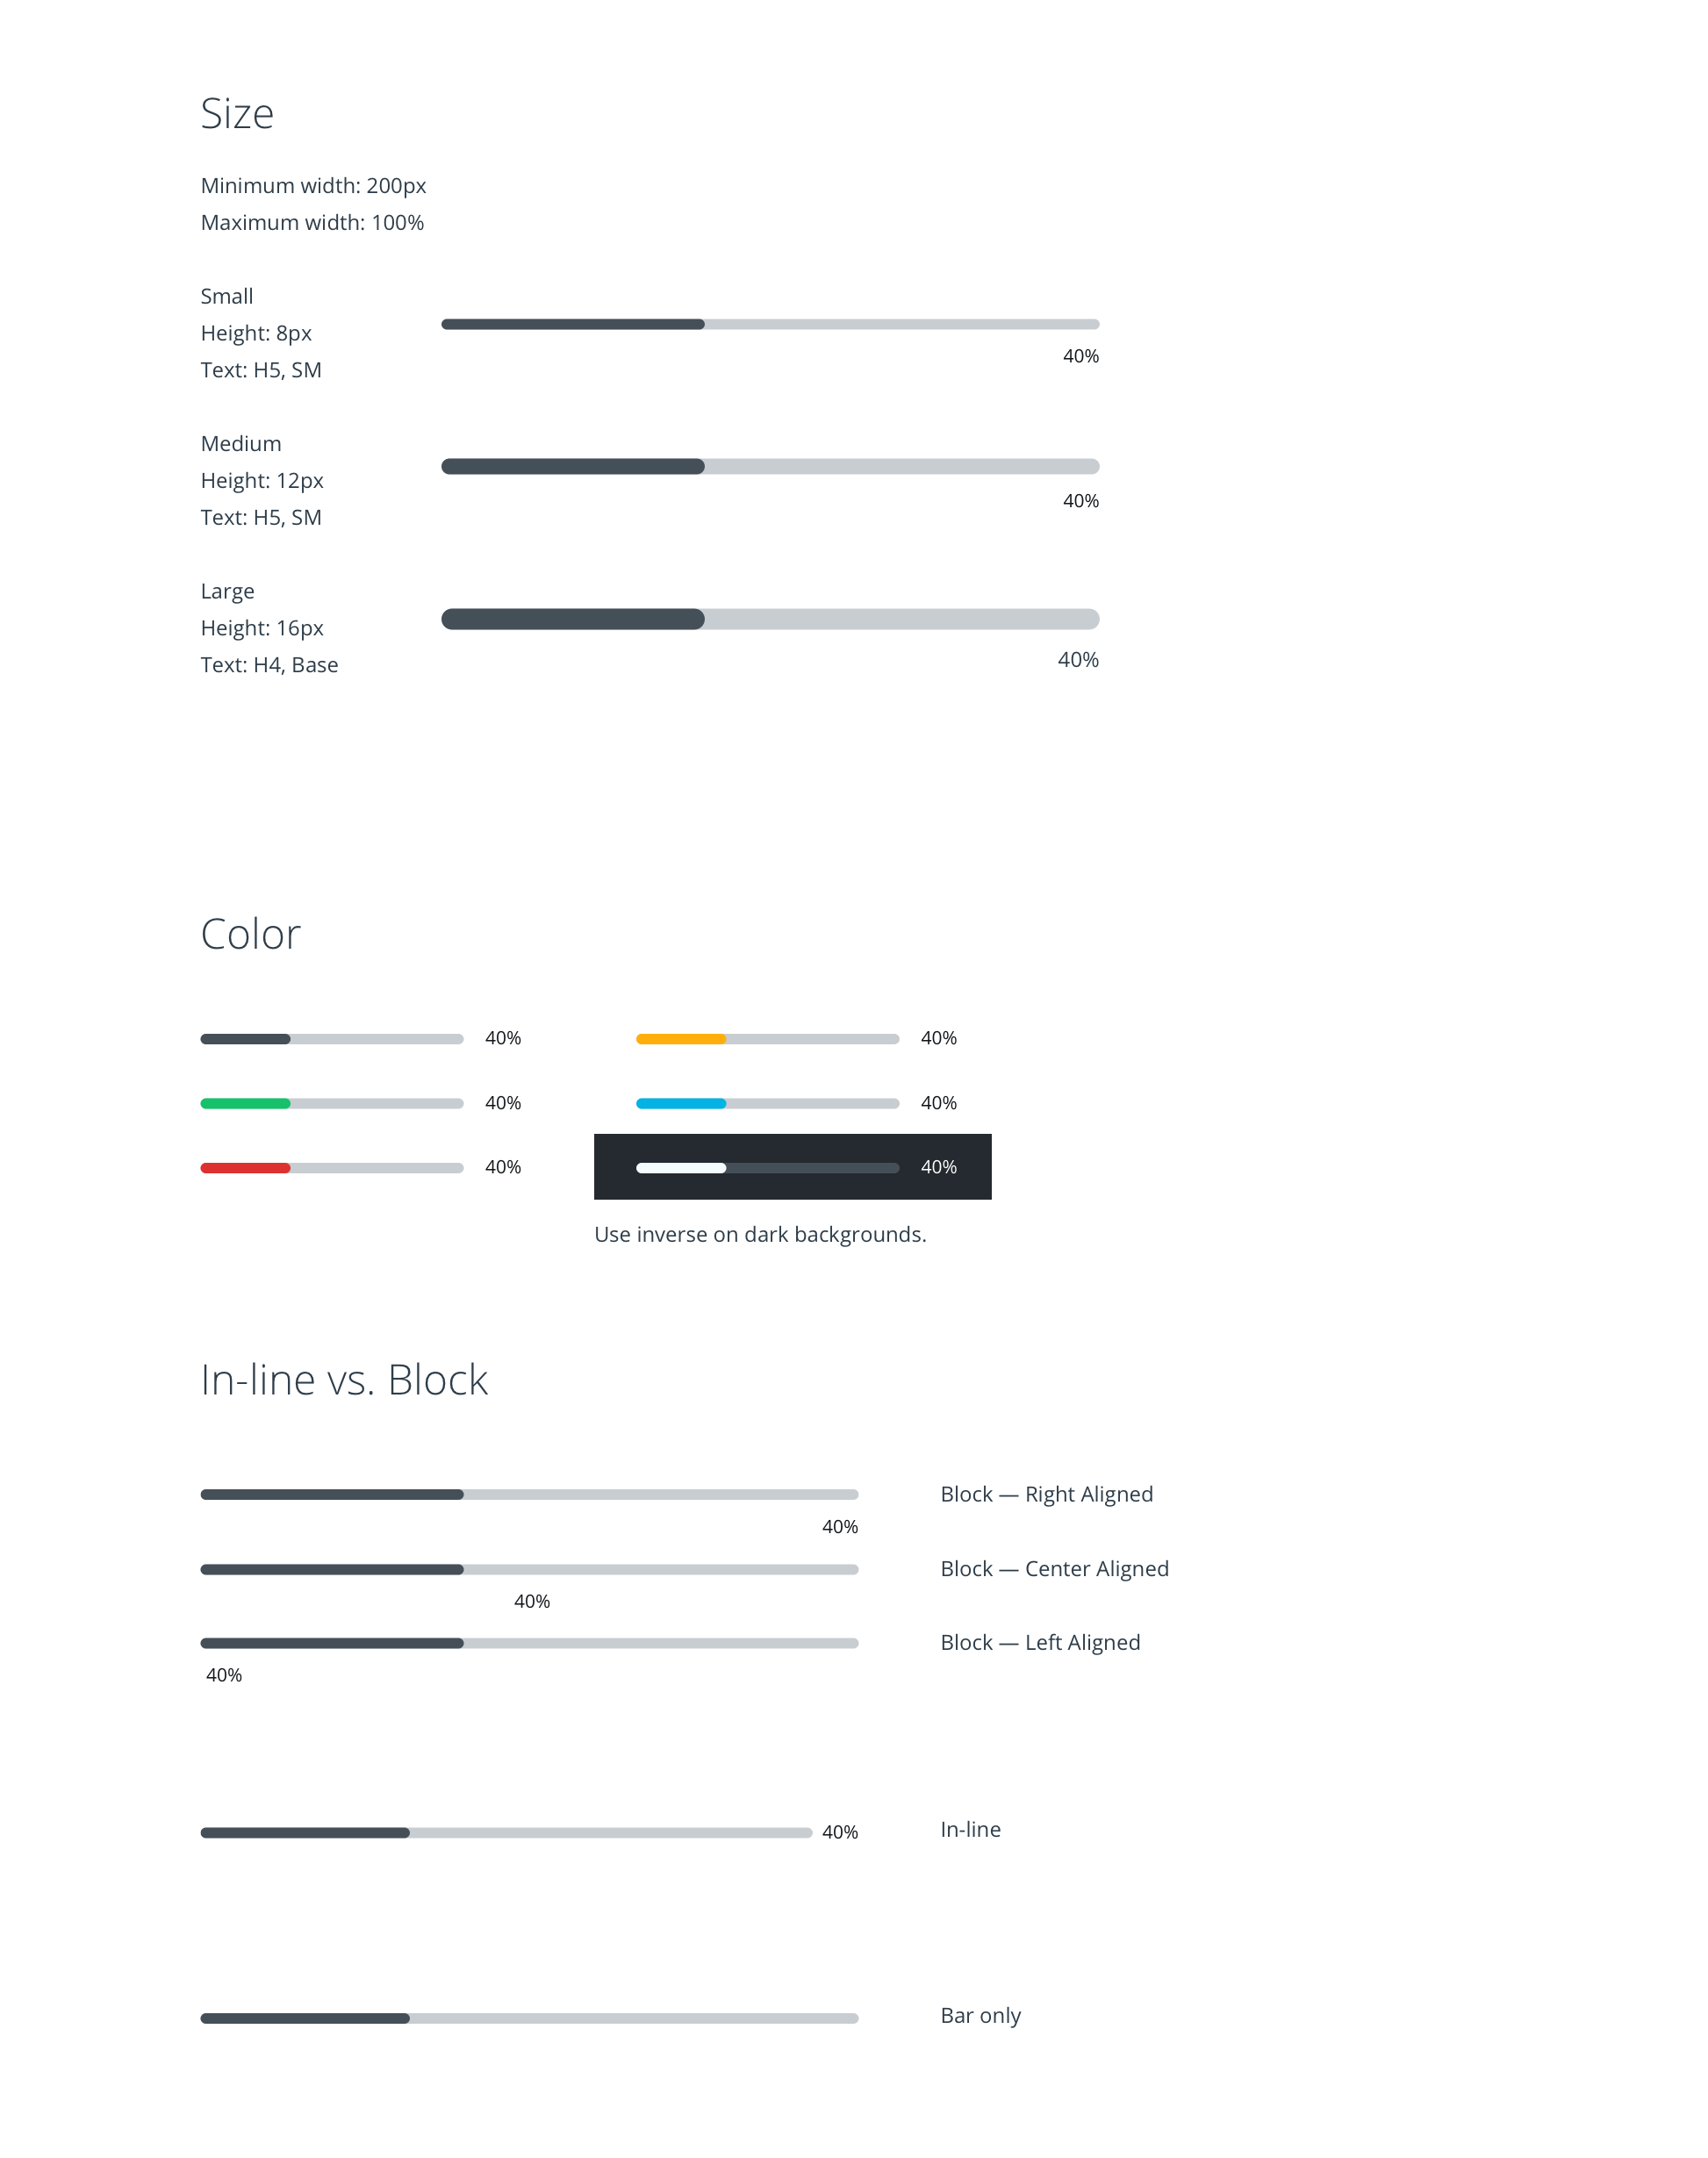 Size
Minimum width: 200px
Maximum width: 100%
Small
Height: 8px
Text: H5, SM
40%
Medium
Height: 12px
Text: H5, SM
40%
Large
Height: 16px
Text: H4, Base
40%
Color
40%
40%
40%
40%
40%
40%
Use inverse on dark backgrounds.
In-line vs. Block
Block — Right Aligned
40%
Block — Center Aligned
40%
Block — Left Aligned
40%
40%
In-line
Bar only